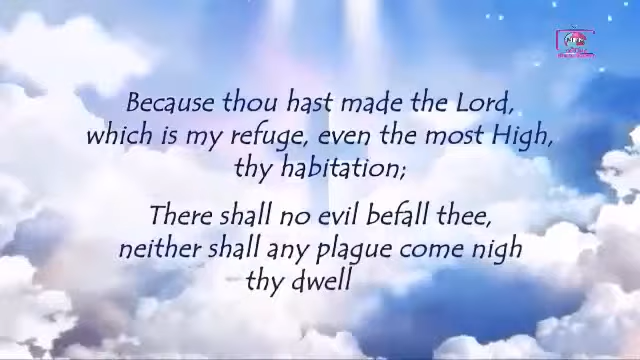 Because thou hast made the Lord,
which is my refuge, even the most High,
thy habitation;
There shall no evil befall thee,
neither shall any plague come nigh
thy dwell